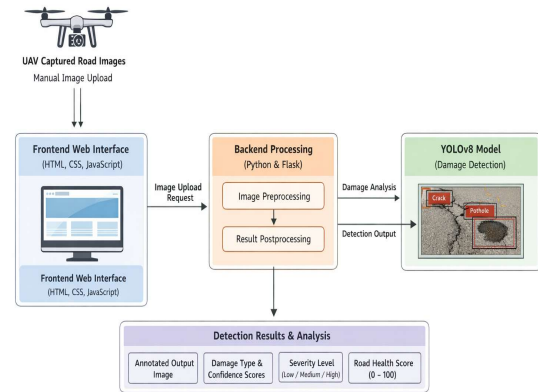 UAV Captured Road Images
Manual Image Upload
Frontend Web Interface
(HTML, CSS, JavaScript)
Frontend Web Interface
(HTML, CSS, JavaScript)
Image Upload
Request
Backend Processing
(Python & Flask)
Image Preprocessing
Result Postprocessing
Damage Analysis
Detection Output
YOLOv8 Model
(Damage Detection)
Crack
Pothole
Detection Results & Analysis
Annotated Output
Image
Damage Type &
Confidence Scores
Severity Level
(Low / Medium / High)
Road Health Score
(0 – 100)